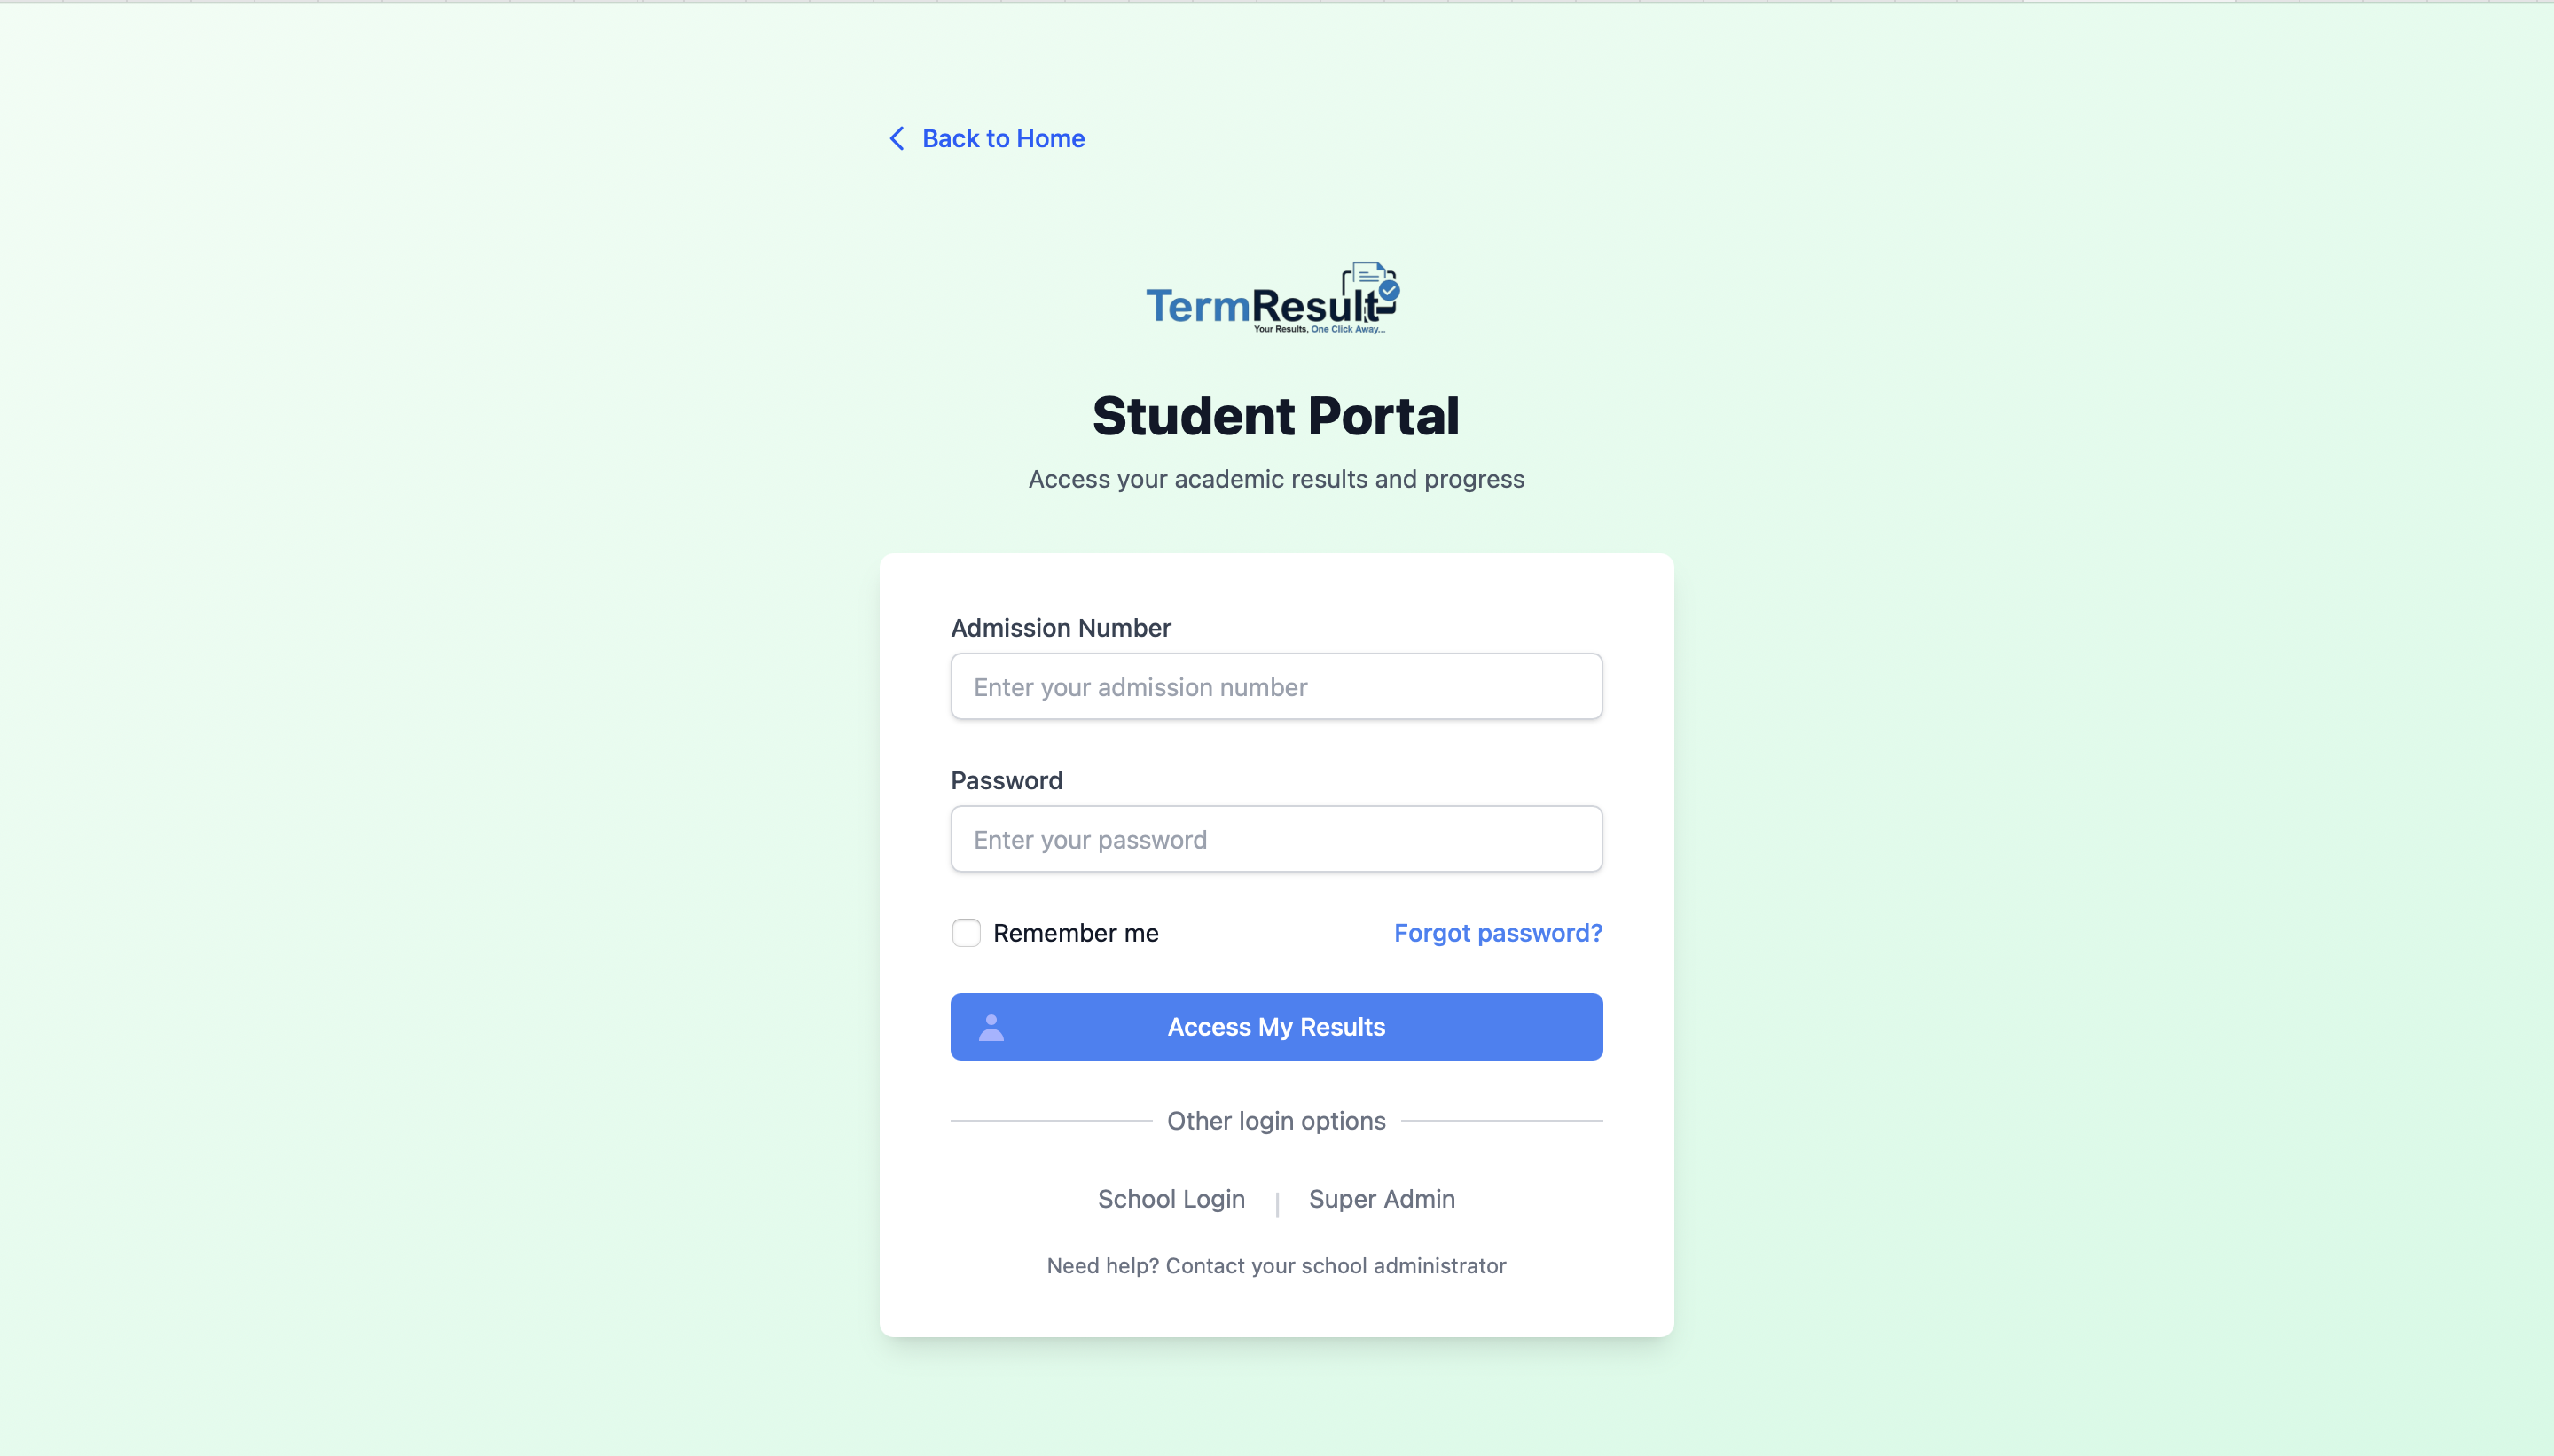 Back to Home
TermResult
Your Results, One Click Away...
Student Portal
Access your academic results and progress
Admission Number
Enter your admission number
Password
Enter your password
Remember me
Forgot password?
Access My Results
Other login options
School Login | Super Admin
Need help? Contact your school administrator